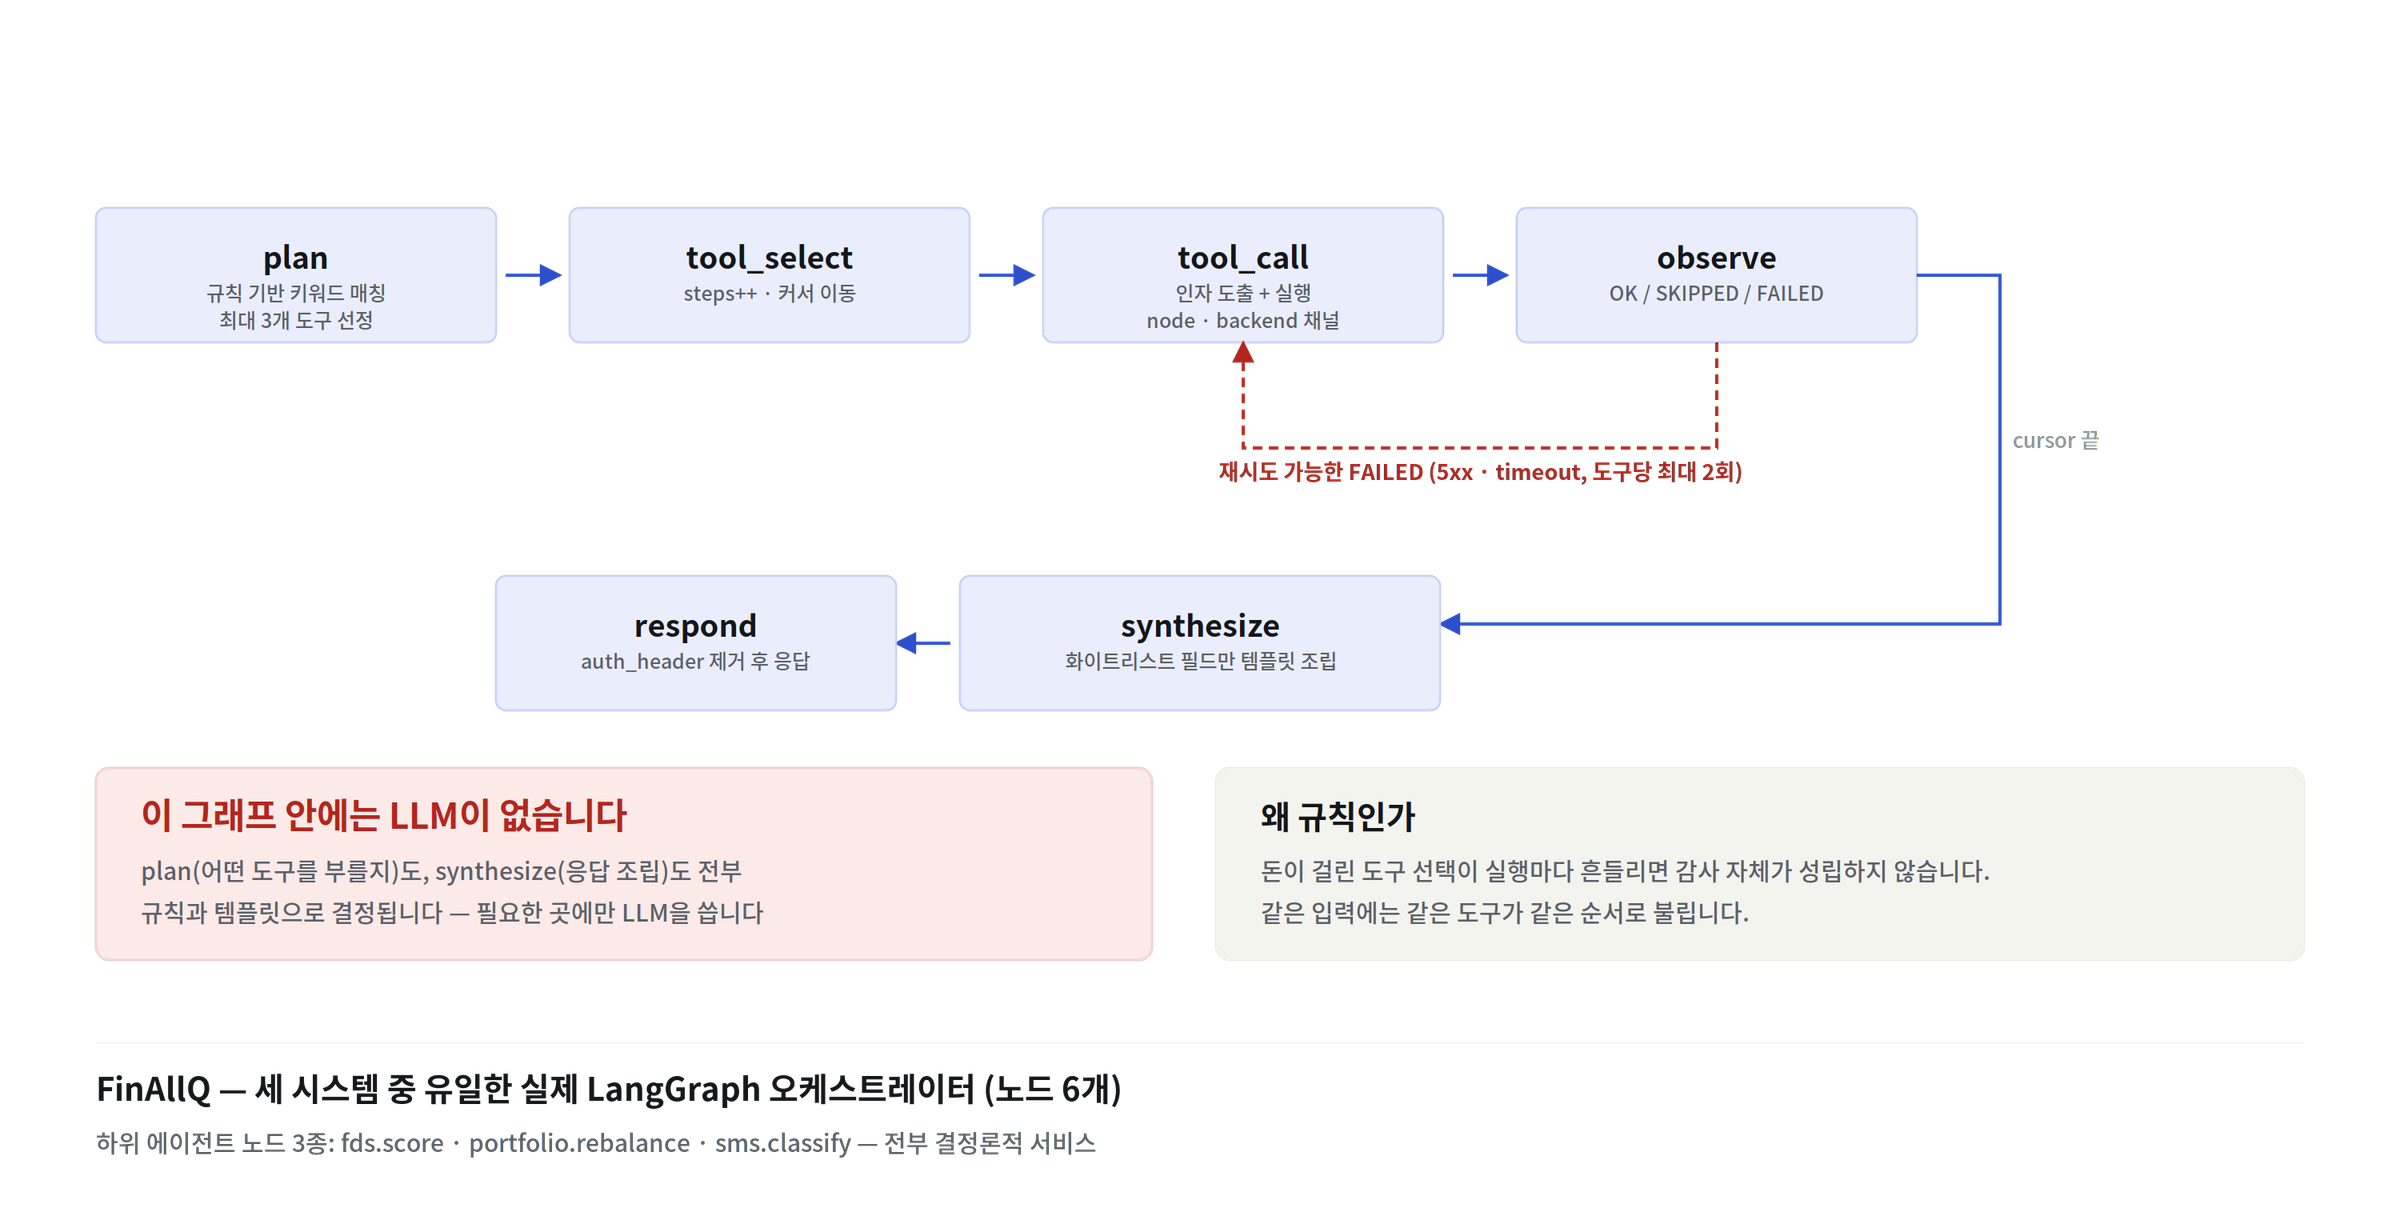 plan
규칙 기반 키워드 매칭
최대 3개 도구 선정
tool_select
steps++ · 커서 이동
tool_call
인자 도출 + 실행
node · backend 채널
observe
OK / SKIPPED / FAILED
cursor 끝
재시도 가능한 FAILED (5xx · timeout, 도구당 최대 2회)
respond
auth_header 제거 후 응답
synthesize
화이트리스트 필드만 템플릿 조립
이 그래프 안에는 LLM이 없습니다
plan(어떤 도구를 부를지)도, synthesize(응답 조립)도 전부
규칙과 템플릿으로 결정됩니다 — 필요한 곳에만 LLM을 씁니다
왜 규칙인가
돈이 걸린 도구 선택이 실행마다 흔들리면 감사 자체가 성립하지 않습니다.
같은 입력에는 같은 도구가 같은 순서로 불립니다.
FinAllQ — 세 시스템 중 유일한 실제 LangGraph 오케스트레이터 (노드 6개)
하위 에이전트 노드 3종: fds.score · portfolio.rebalance · sms.classify — 전부 결정론적 서비스